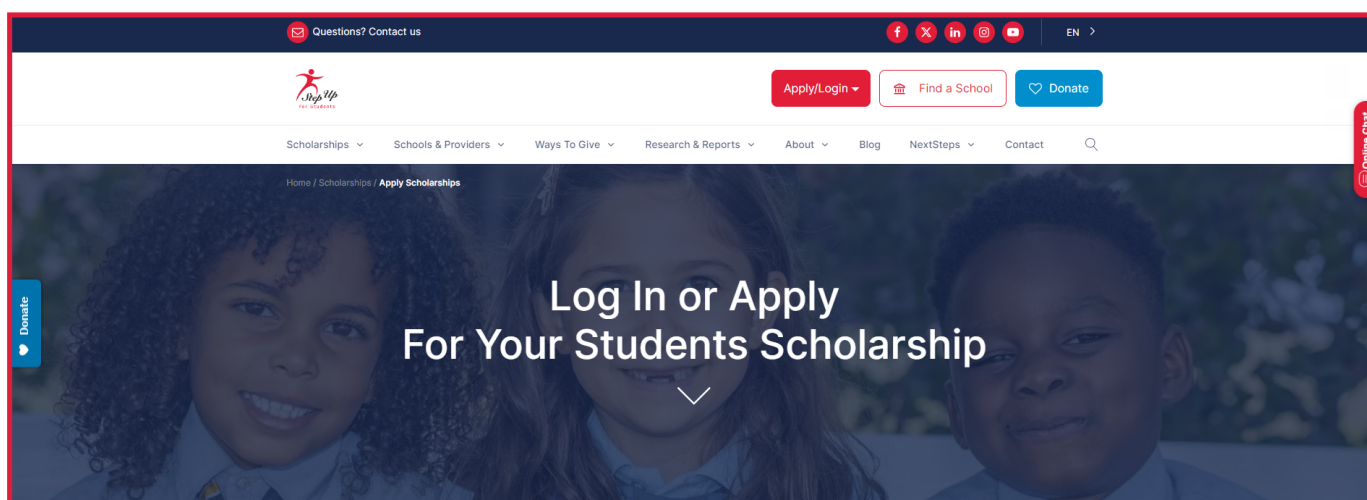 Questions? Contact us
EN
Step Up
For Students
Apply/Login
Find a School
Donate
Scholarships
Schools & Providers
Ways To Give
Research & Reports
About
Blog
NextSteps
Contact
Home / Scholarships / Apply Scholarships
Online Chat
Donate
Log In or Apply
For Your Students Scholarship